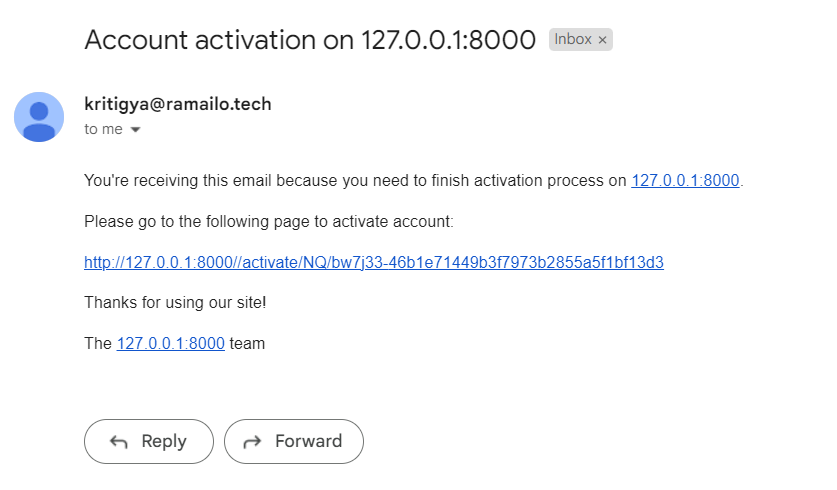 Account activation on 127.0.0.1:8000 Inbox ×
kritigya@ramailo.tech
to me
You're receiving this email because you need to finish activation process on 127.0.0.1:8000.
Please go to the following page to activate account:
http://127.0.0.1:8000//activate/NQ/bw7j33-46b1e71449b3f7973b2855a5f1bf13d3
Thanks for using our site!
The 127.0.0.1:8000 team
Reply Forward